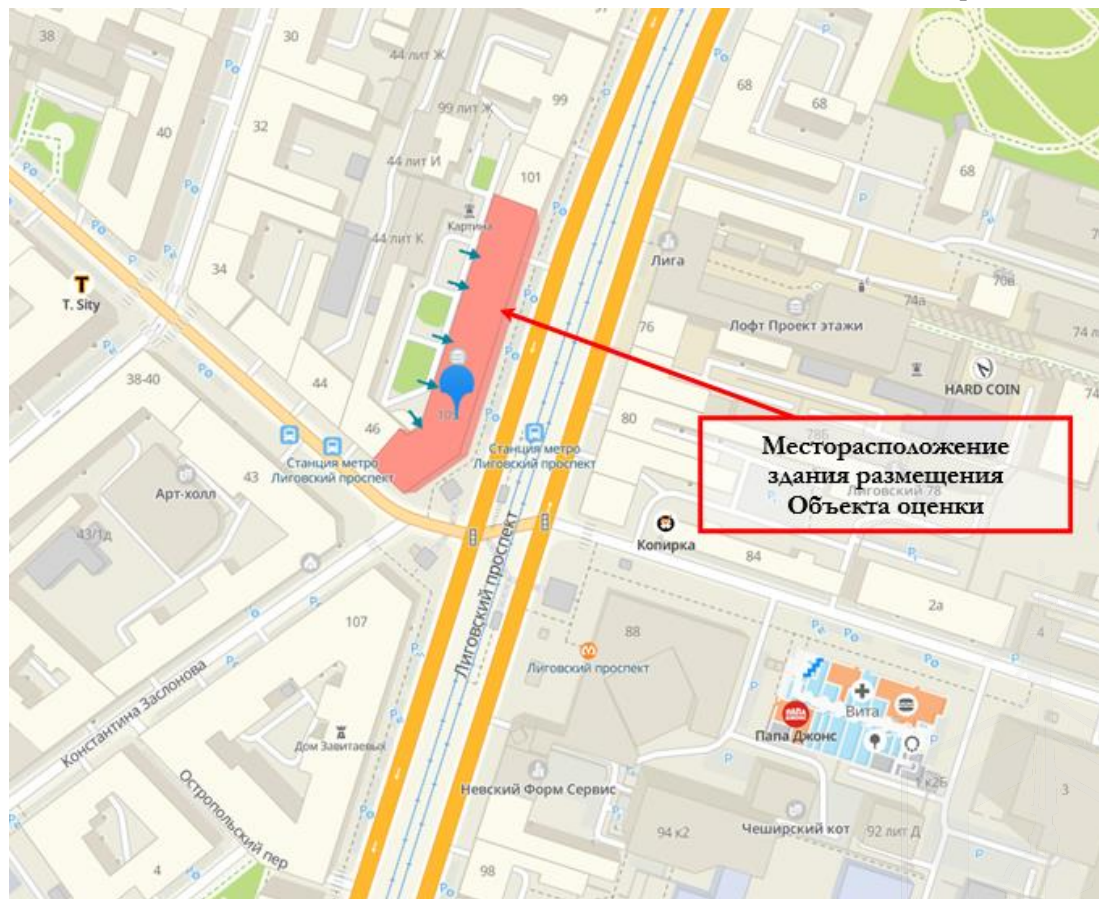 38
30
44 лит Ж
99 лит Ж
99
68
68
40
32
44 лит И
101
68
Картина
44 лит К
34
T
T. Sity
Лига
70в
74а
76
Лофт Проект этажи
HARD COIN
38-40
44
46
80
Станция метро
Лиговский проспект
Станция метро
Лиговский проспект
Месторасположение
здания размещения
Объекта оценки
Лиговский 78
43
Арт-холл
43/1д
Копирка
84
2а
4
107
88
Лиговский проспект
Лиговский проспект
Константина Заслонова
Вита
ПАПА
ДЖОНС
Папа Джонс
Дом Завитаевых
Невский Форм Сервис
3
Остропольский пер
94 к2
Чеширский кот
92 лит Д
4
98